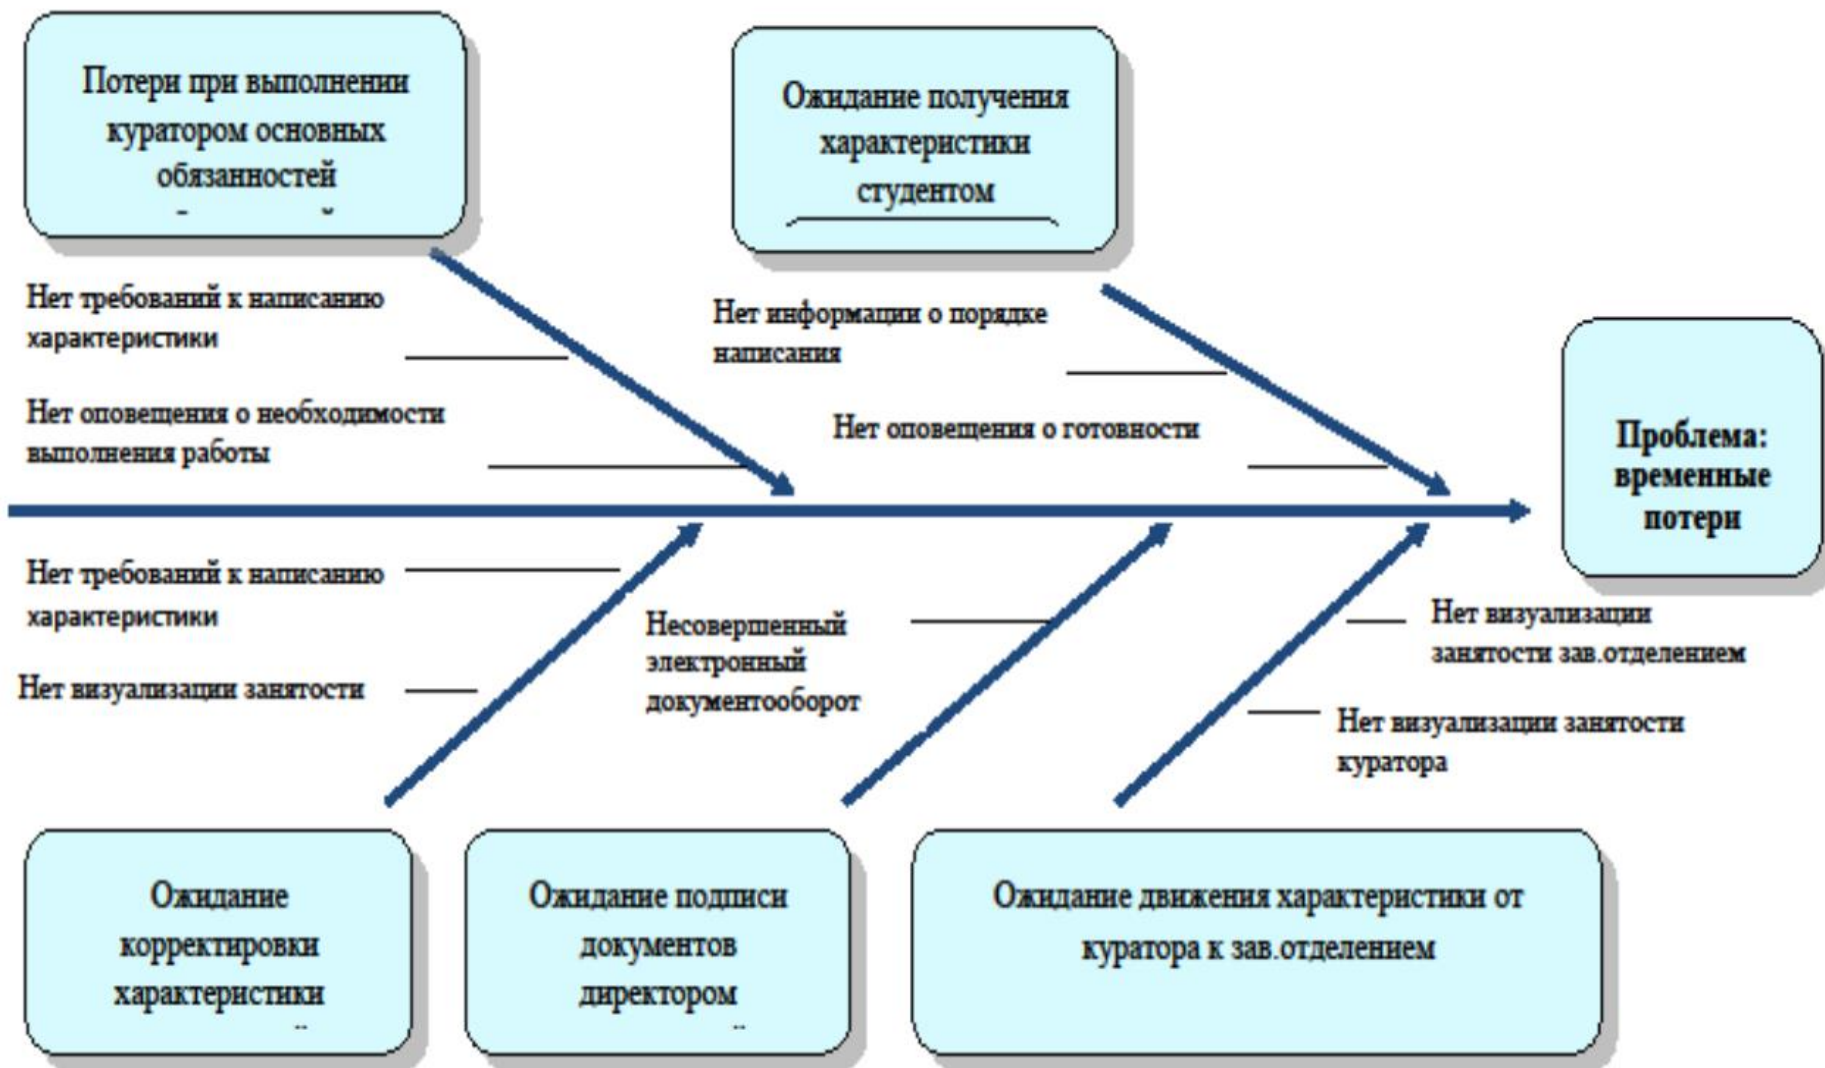 Потери при выполнении
куратором основных
обязанностей
Ожидание получения
характеристики
студентом
Нет требований к написанию
характеристики
Нет информации о порядке
написания
Нет оповещения о необходимости
выполнения работы
Нет оповещения о готовности
Проблема:
временные
потери
Нет требований к написанию
характеристики
Несовершенный
электронный
документооборот
Нет визуализации
занятости зав.отделением
Нет визуализации занятости
Нет визуализации занятости
куратора
Ожидание
корректировки
характеристики
Ожидание подписи
документов
директором
Ожидание движения характеристики от
куратора к зав.отделением